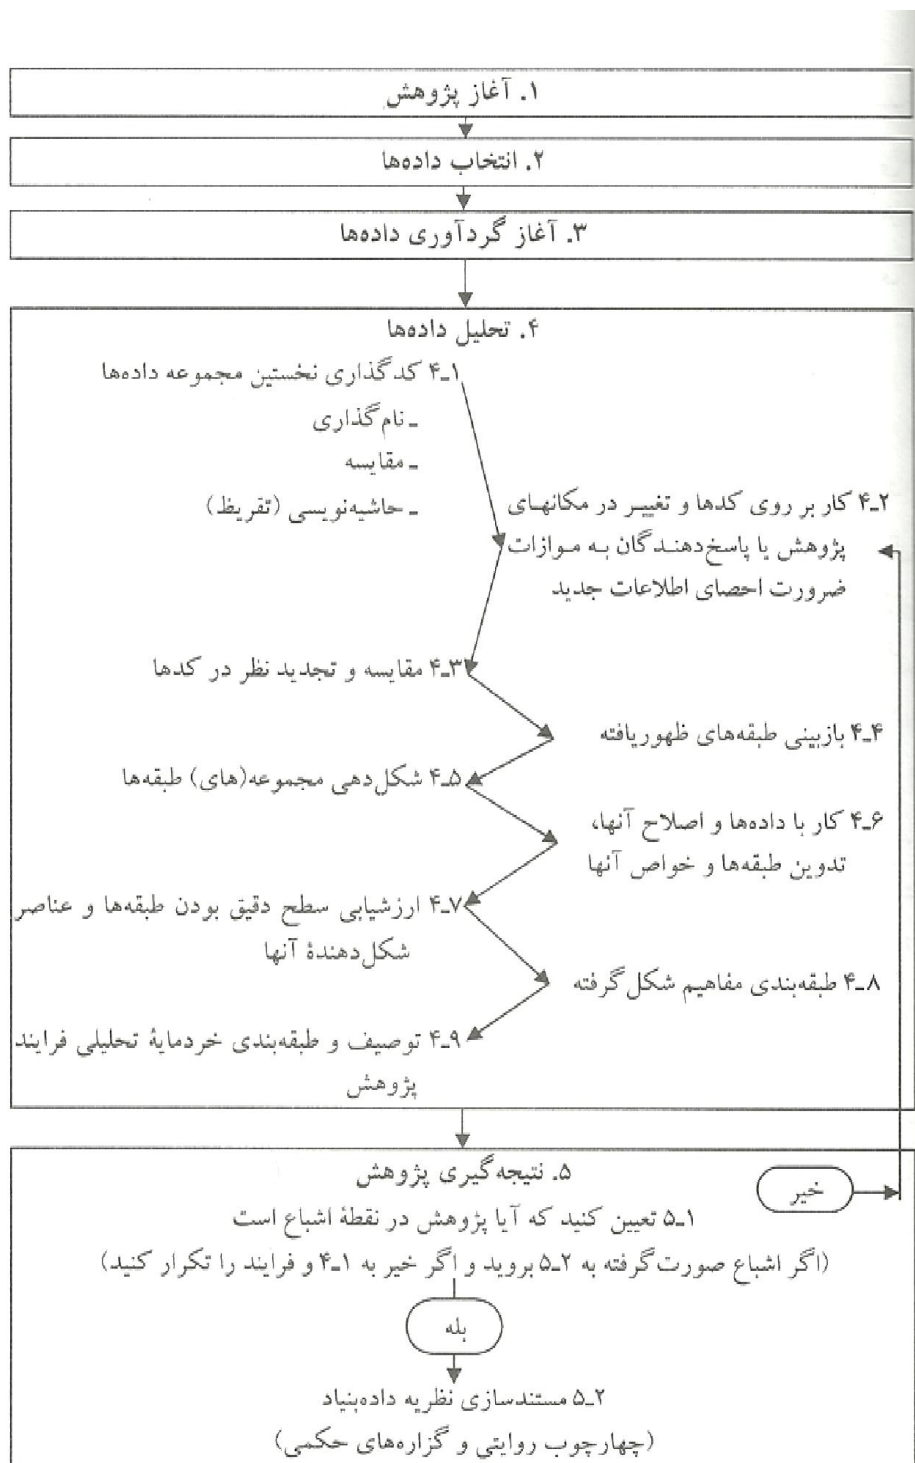 ۱. آغاز پژوهش
۲. انتخاب داده‌ها
۳. آغاز گردآوری داده‌ها
۴. تحلیل داده‌ها
۴ـ۱ کدگذاری نخستین مجموعه داده‌ها
ـ نام‌گذاری
ـ مقایسه
ـ حاشیه‌نویسی (تقریظ)
۴ـ۲ کار بر روی کدها و تغییر در مکانهای
پژوهش یا پاسخ‌دهندگان به موازات
ضرورت احصای اطلاعات جدید
۴ـ۳ مقایسه و تجدید نظر در کدها
۴ـ۴ بازبینی طبقه‌های ظهوریافته
۴ـ۵ شکل‌دهی مجموعه(های) طبقه‌ها
۴ـ۶ کار با داده‌ها و اصلاح آنها،
تدوین طبقه‌ها و خواص آنها
۴ـ۷ ارزشیابی سطح دقیق بودن طبقه‌ها و عناصر
شکل‌دهندهٔ آنها
۴ـ۸ طبقه‌بندی مفاهیم شکل‌گرفته
۴ـ۹ توصیف و طبقه‌بندی خردمایهٔ تحلیلی فرایند
پژوهش
۵. نتیجه‌گیری پژوهش
خیر
۵ـ۱ تعیین کنید که آیا پژوهش در نقطهٔ اشباع است
(اگر اشباع صورت‌گرفته به ۵ـ۲ بروید و اگر خیر به ۴ـ۱ و فرایند را تکرار کنید)
بله
۵ـ۲ مستندسازی نظریه داده‌بنیاد
(چهارچوب روایتی و گزاره‌های حکمی)